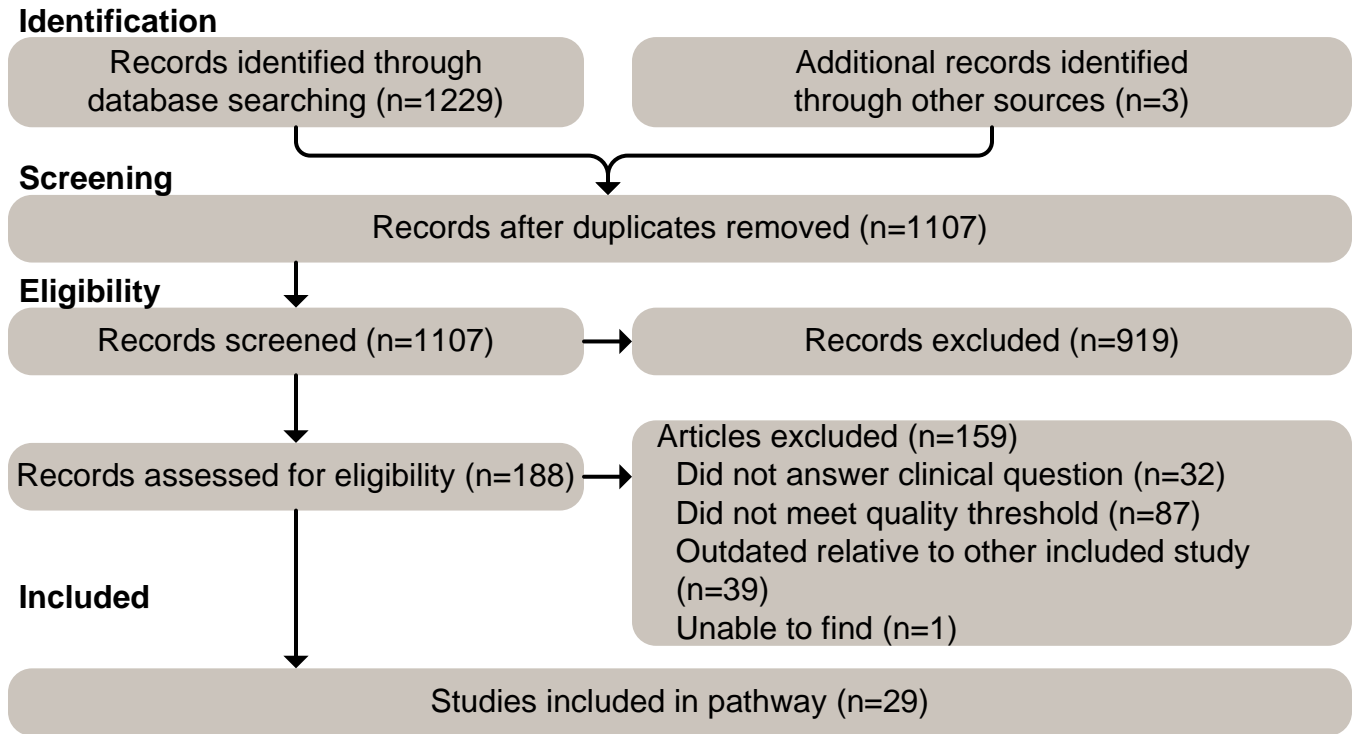 Identification
Records identified through
database searching (n=1229)
Additional records identified
through other sources (n=3)
Screening
Records after duplicates removed (n=1107)
Eligibility
Records screened (n=1107)
Records excluded (n=919)
Records assessed for eligibility (n=188)
Articles excluded (n=159)
Did not answer clinical question (n=32)
Did not meet quality threshold (n=87)
Outdated relative to other included study
(n=39)
Unable to find (n=1)
Included
Studies included in pathway (n=29)